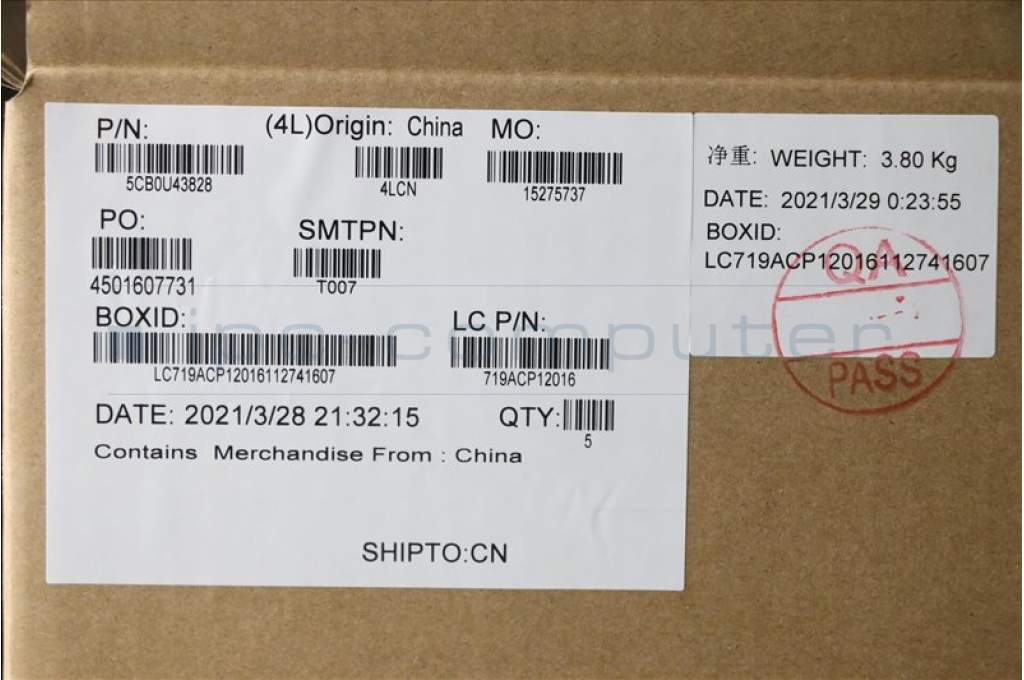 P/N:
5CB0U43828
(4L)Origin: China
4LCN
MO:
15275737
PO:
4501607731
SMTPN:
T007
BOXID:
LC719ACP12016112741607
LC P/N:
719ACP12016
DATE: 2021/3/28 21:32:15
QTY:
5
Contains Merchandise From : China
SHIPTO:CN
净重: WEIGHT: 3.80 Kg
DATE: 2021/3/29 0:23:55
BOXID:
LC719ACP12016112741607
QA
PASS
ipc-computer